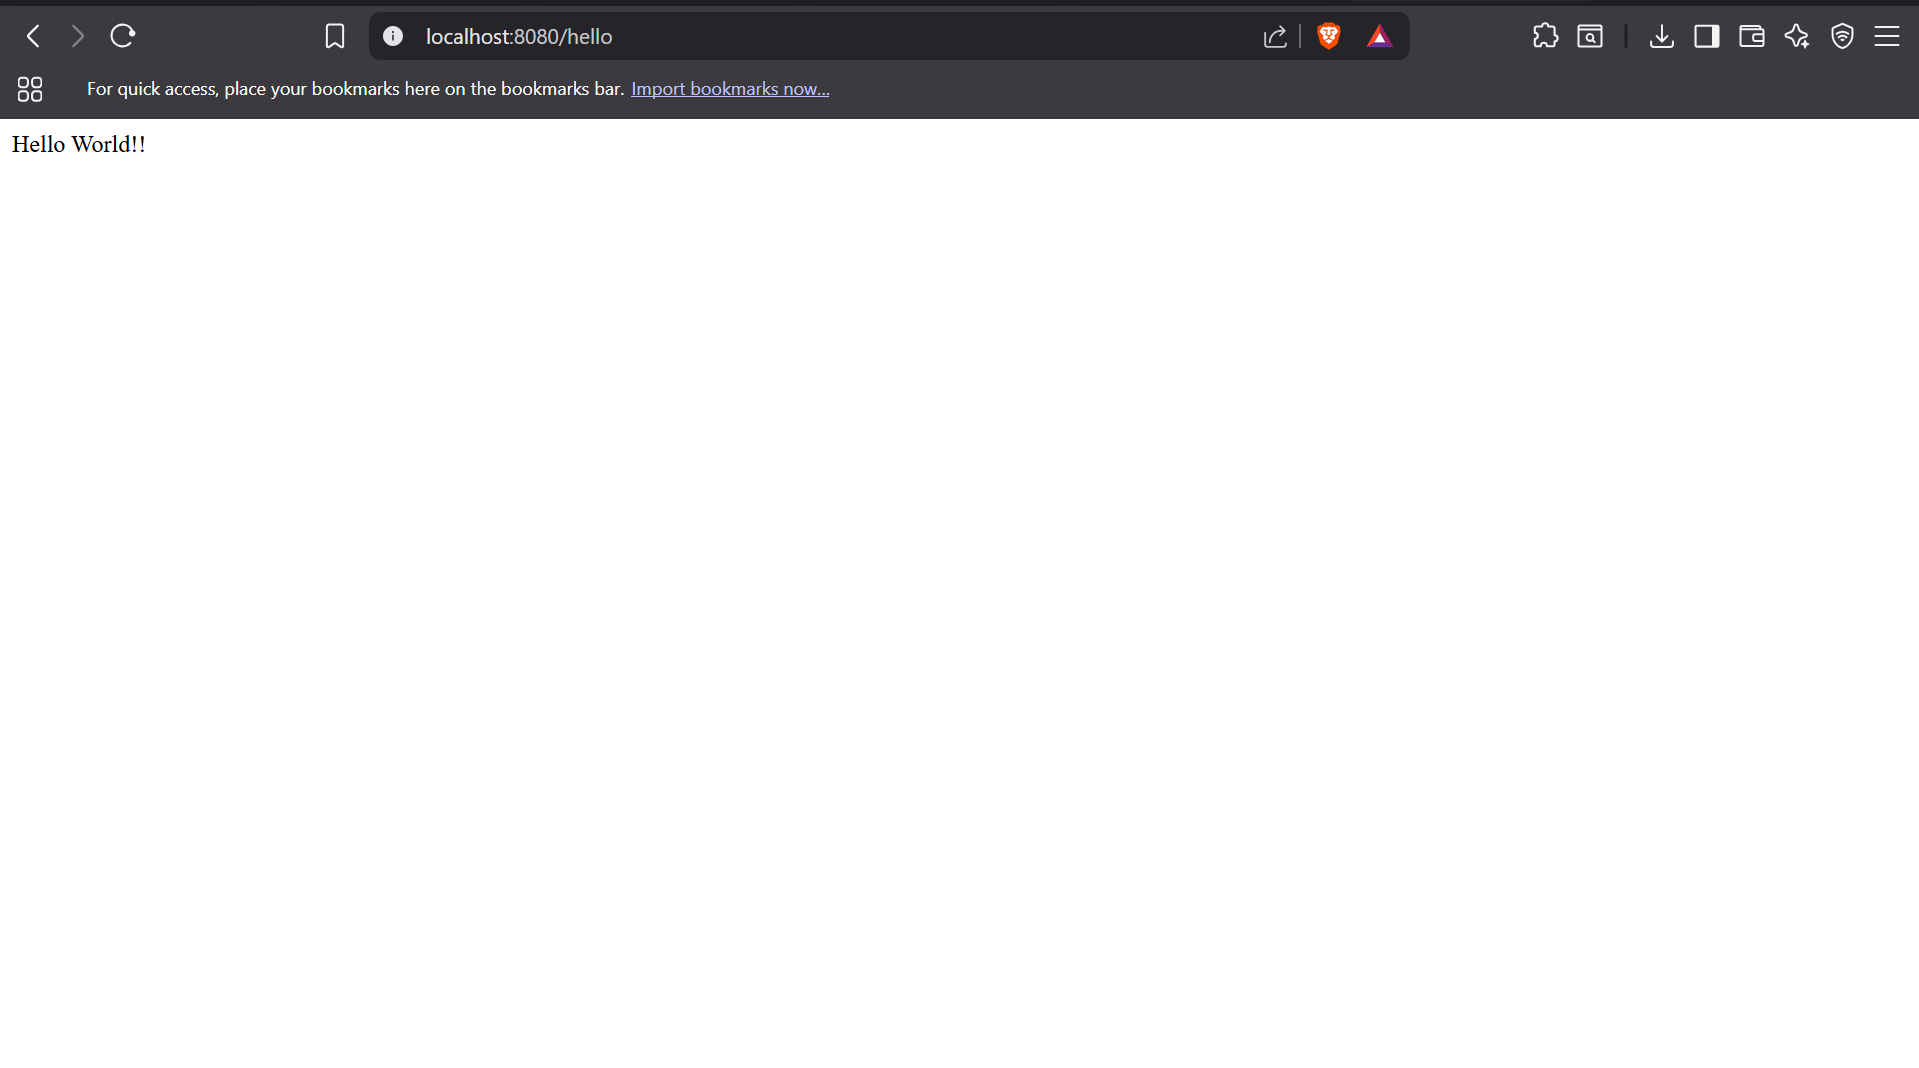 localhost:8080/hello
For quick access, place your bookmarks here on the bookmarks bar. Import bookmarks now...
Hello World!!